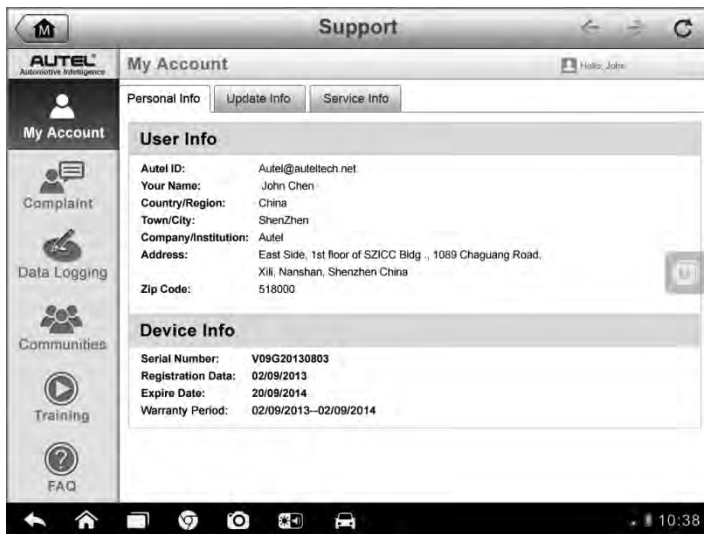 Support
AUTEL
Automotive Intelligence
My Account
Hello, John
Personal Info
Update Info
Service Info
My Account
Complaint
Data Logging
Communities
Training
FAQ
User Info
Autel ID: Autel@auteltech.net
Your Name: John Chen
Country/Region: China
Town/City: ShenZhen
Company/Institution: Autel
Address: East Side, 1st floor of SZICC Bldg ., 1089 Chaguang Road,
Xili, Nanshan, Shenzhen China
Zip Code: 518000
Device Info
Serial Number: V09G20130803
Registration Data: 02/09/2013
Expire Date: 20/09/2014
Warranty Period: 02/09/2013--02/09/2014
M
U
10:38